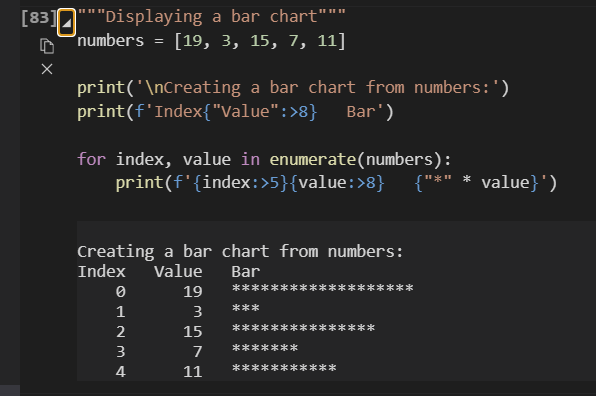 [83] """Displaying a bar chart"""
numbers = [19, 3, 15, 7, 11]
print('\nCreating a bar chart from numbers:')
print(f'Index{"Value":>8}   Bar')
for index, value in enumerate(numbers):
    print(f'{index:>5}{value:>8}   {"*" * value}')
Creating a bar chart from numbers:
Index   Value   Bar
    0      19   *******************
    1       3   ***
    2      15   ***************
    3       7   *******
    4      11   ***********